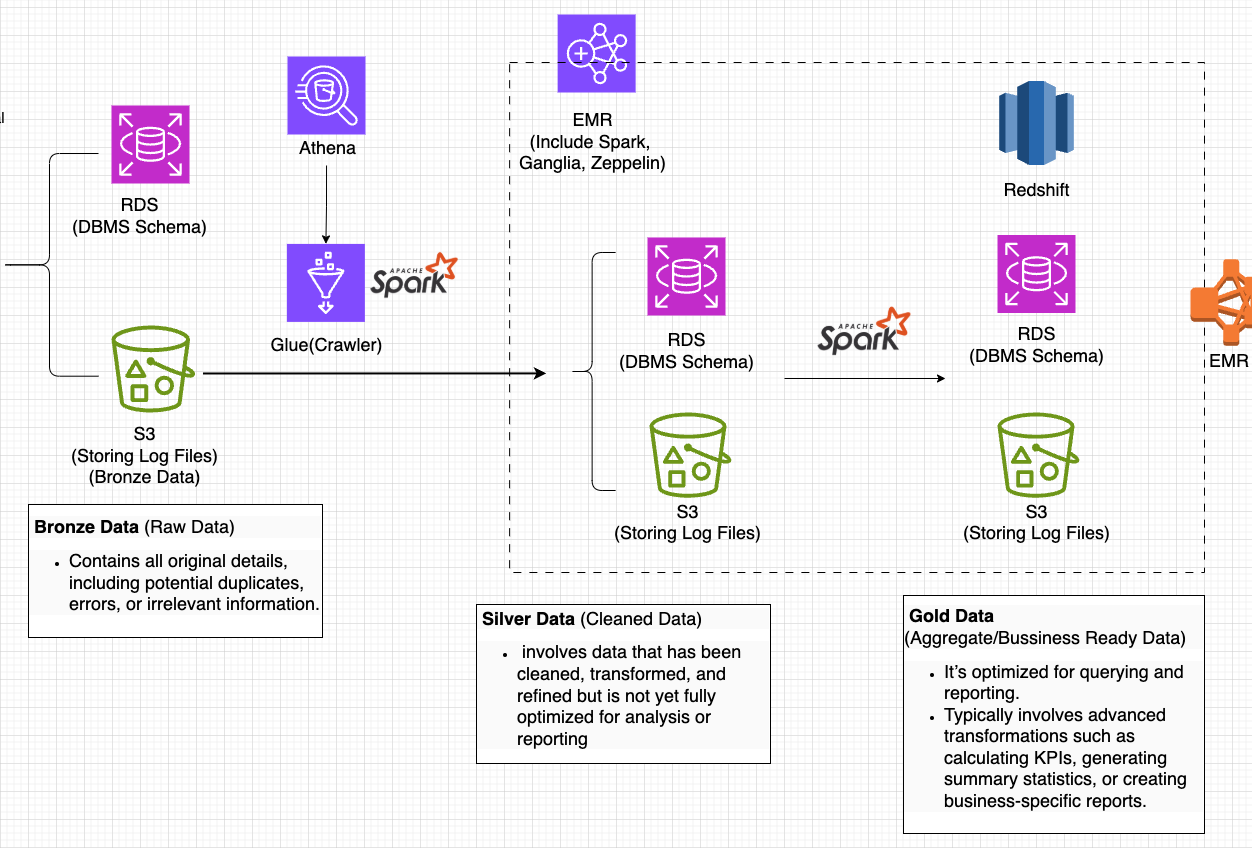 RDS
(DBMS Schema)
Athena
APACHE
Spark
Glue(Crawler)
S3
(Storing Log Files)
(Bronze Data)
Bronze Data (Raw Data)
• Contains all original details,
including potential duplicates,
errors, or irrelevant information.
EMR
(Include Spark,
Ganglia, Zeppelin)
RDS
(DBMS Schema)
S3
(Storing Log Files)
APACHE
Spark
Redshift
RDS
(DBMS Schema)
S3
(Storing Log Files)
EMR
Silver Data (Cleaned Data)
• involves data that has been
cleaned, transformed, and
refined but is not yet fully
optimized for analysis or
reporting
Gold Data
(Aggregate/Bussiness Ready Data)
• It’s optimized for querying and
reporting.
• Typically involves advanced
transformations such as
calculating KPIs, generating
summary statistics, or creating
business-specific reports.